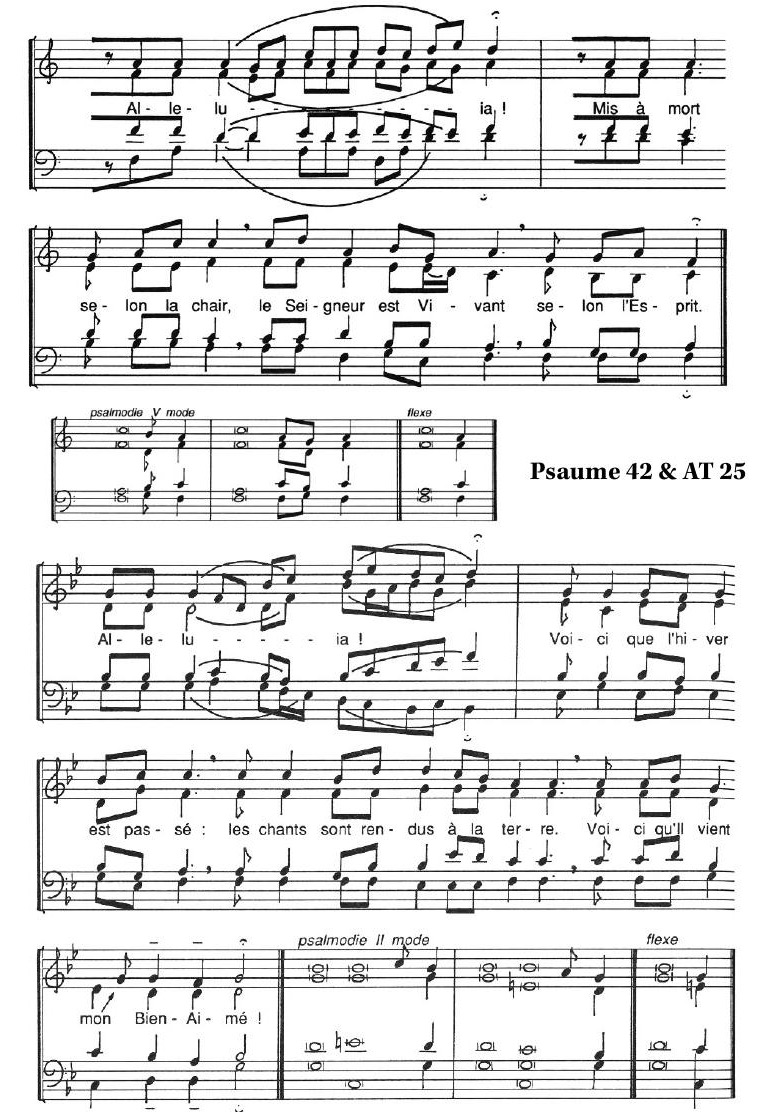 Al - le - lu - - - - - - - - - - ia ! Mis à mort
se - lon la chair, le Sei - gneur est Vi - vant se - lon l'Es - prit.
psalmodie V mode flexe
Psaume 42 & AT 25
Al - le - lu - - - - - ia ! Voi - ci que l'hi - ver
est pas - sé : les chants sont ren - dus à la ter - re. Voi - ci qu'Il vient
psalmodie II mode flexe
mon Bien - Ai - mé !